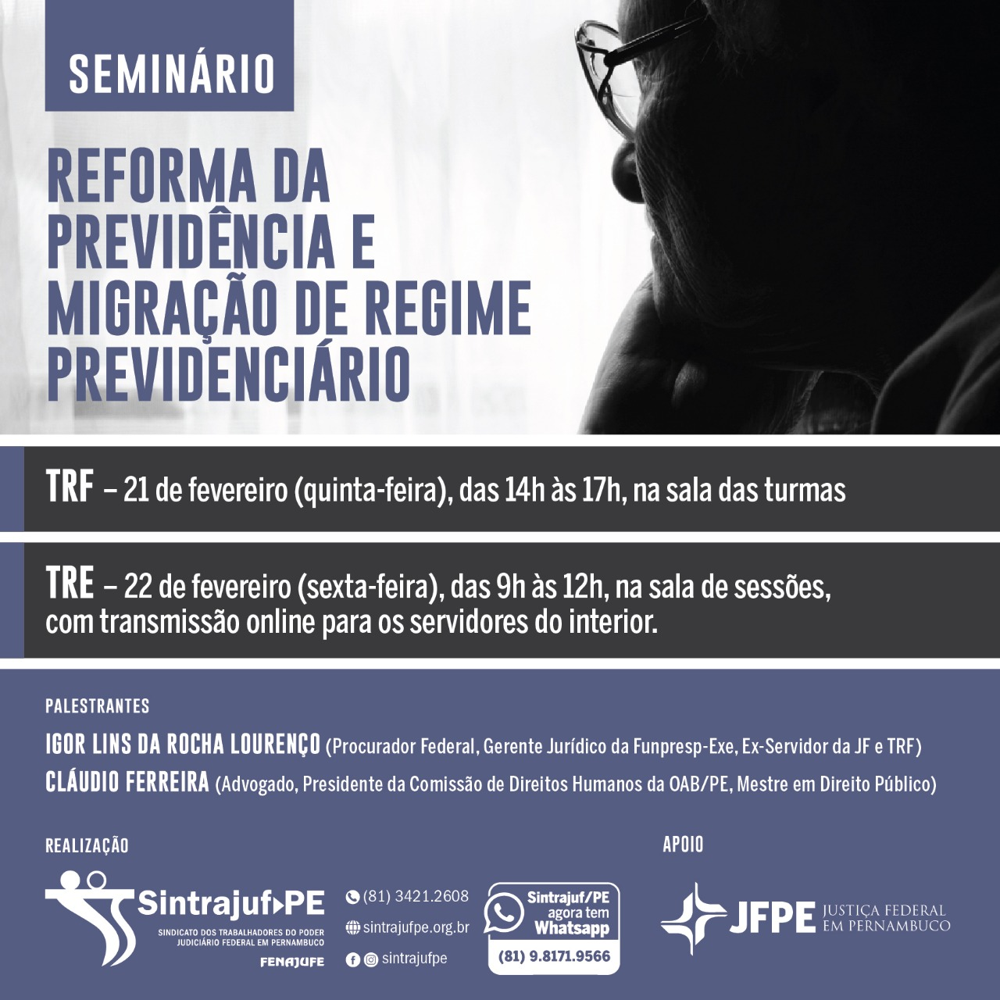 SEMINÁRIO
REFORMA DA
PREVIDÊNCIA E
MIGRAÇÃO DE REGIME
PREVIDENCIÁRIO
TRF – 21 de fevereiro (quinta-feira), das 14h às 17h, na sala das turmas
TRE – 22 de fevereiro (sexta-feira), das 9h às 12h, na sala de sessões,
com transmissão online para os servidores do interior.
PALESTRANTES
IGOR LINS DA ROCHA LOURENÇO (Procurador Federal, Gerente Jurídico da Funpresp-Exe, Ex-Servidor da JF e TRF)
CLÁUDIO FERREIRA (Advogado, Presidente da Comissão de Direitos Humanos da OAB/PE, Mestre em Direito Público)
REALIZAÇÃO
Sintrajuf PE
SINDICATO DOS TRABALHADORES DO PODER
JUDICIÁRIO FEDERAL EM PERNAMBUCO
FENAJUFE
(81) 3421.2608
sintrajufpe.org.br
sintrajufpe
Sintrajuf/PE
agora tem
Whatsapp
(81) 9.8171.9566
APOIO
JFPE
JUSTIÇA FEDERAL
EM PERNAMBUCO